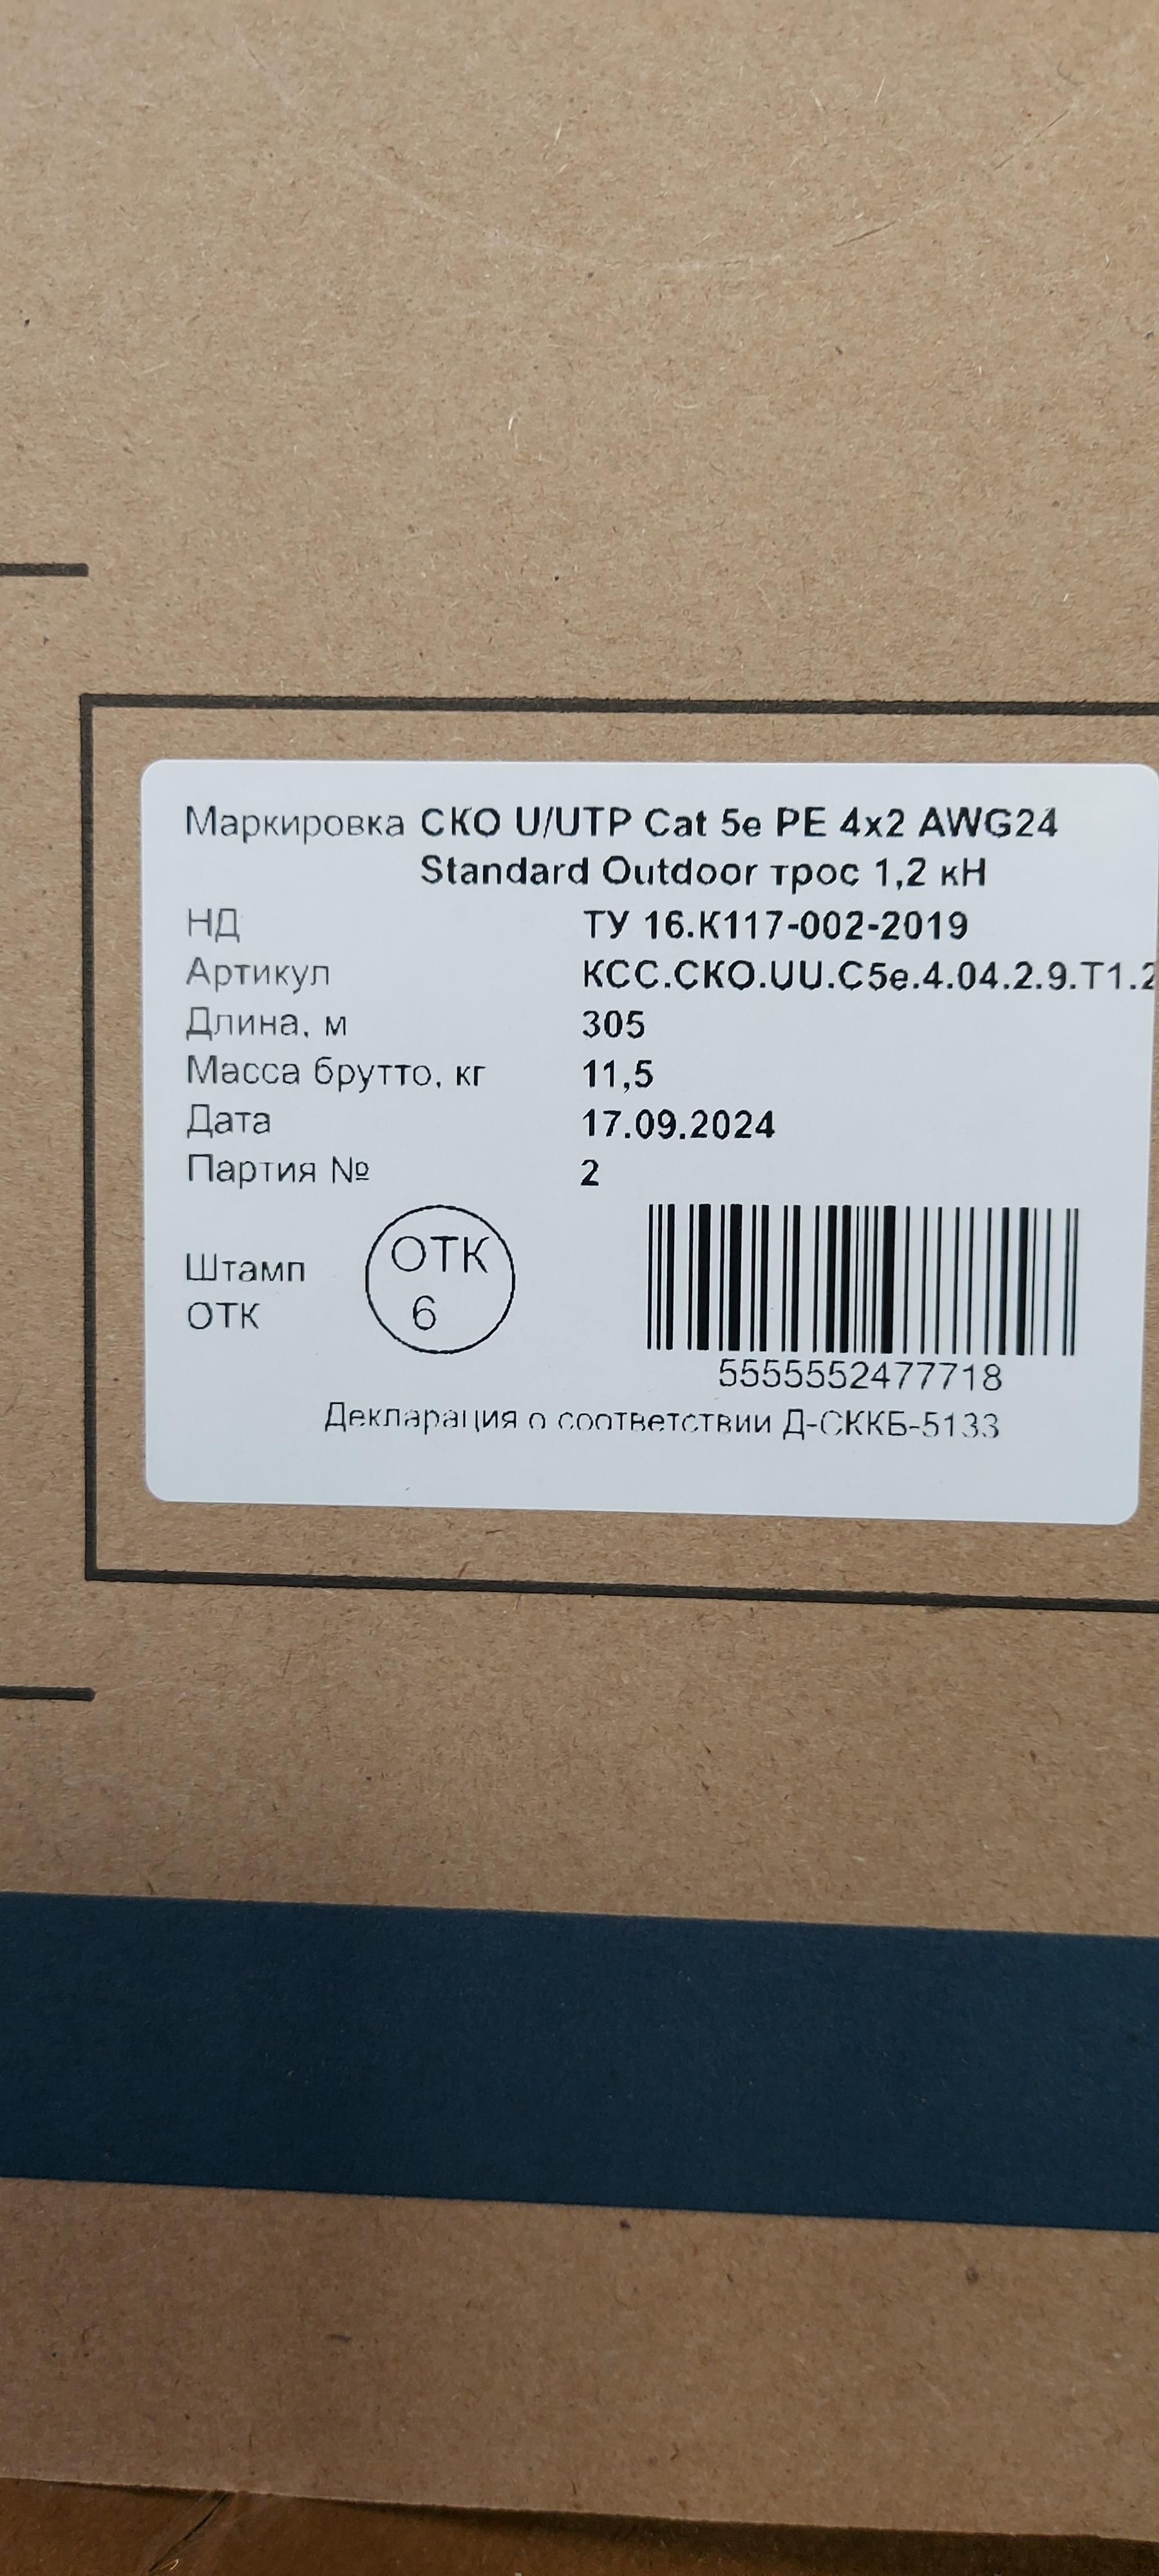 Маркировка СКО U/UTP Cat 5e PE 4x2 AWG24
Standard Outdoor трос 1,2 кН
НД ТУ 16.К117-002-2019
Артикул КСС.СКО.UU.C5e.4.04.2.9.T1.2
Длина, м 305
Масса брутто, кг 11,5
Дата 17.09.2024
Партия № 2
Штамп ОТК
ОТК
6
5555552477718
Декларация о соответствии Д-СККБ-5133